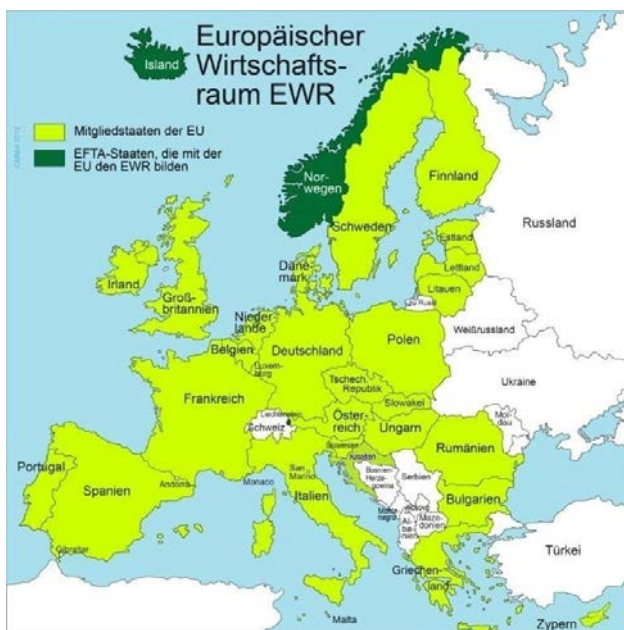 Europäischer
Wirtschafts-
raum EWR
Island
Mitgliedstaaten der EU
EFTA-Staaten, die mit der
EU den EWR bilden
Nor-
wegen
Finnland
Schweden
Russland
Estland
Lettland
Litauen
Däne-
mark
Irland
Groß-
britannien
Nieder-
lande
Weißrussland
Polen
Belgien
Deutschland
Luxem-
burg
Tschech.
Republik
Ukraine
Slowakei
Frankreich
Liechtenstein
Schweiz
Öster-
reich
Ungarn
Mol-
dau
Rumänien
Slowenien
Kroatien
Bosnien-
Herze-
gowina
Serbien
Portugal
Spanien
Andorra
Monaco
San
Marino
Italien
Monte-
negro
Kosovo
Bulgarien
Al-
ba-
nien
Maze-
donien
Türkei
Gibraltar
Griechen-
land
Malta
Zypern